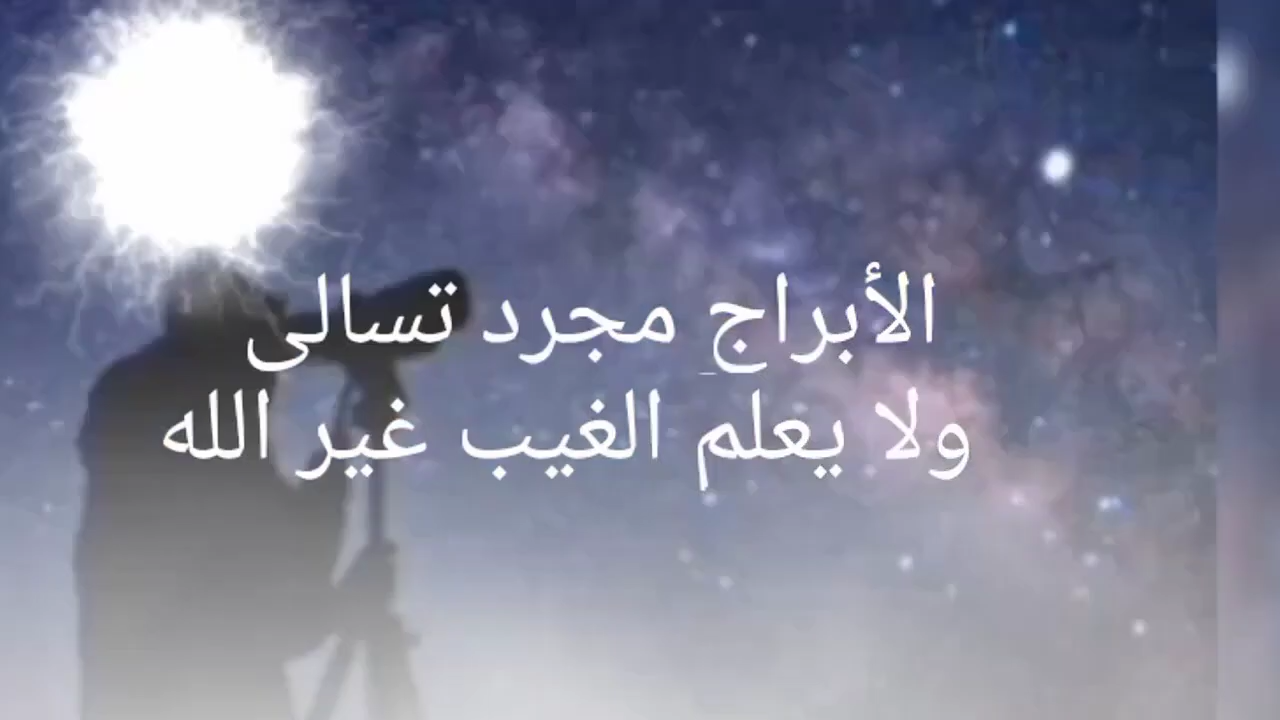 الأبراج مجرد تسالى
ولا يعلم الغيب غير الله